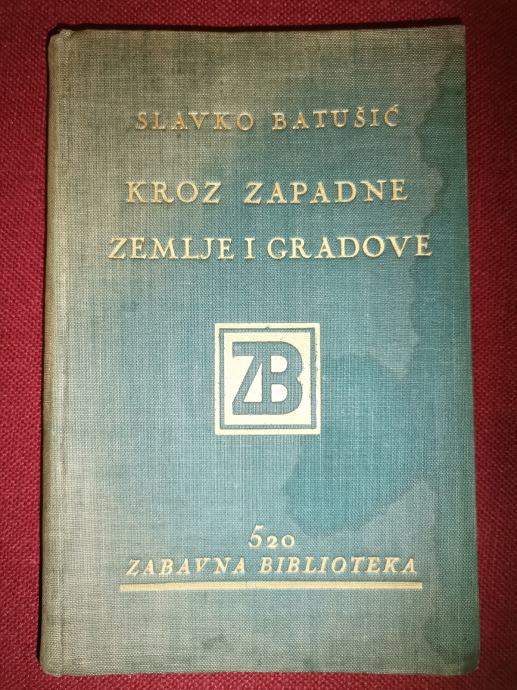 SLAVKO BATUŠIĆ
KROZ ZAPADNE
ZEMLJE I GRADOVE
ZB
520
ZABAVNA BIBLIOTEKA